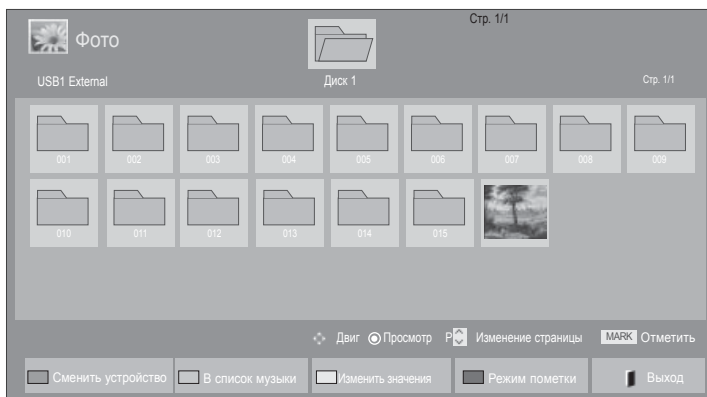 Стр. 1/1
Фото
USB1 External
Диск 1
Стр. 1/1
001 002 003 004 005 006 007 008 009
010 011 012 013 014 015
Двиг Просмотр P Изменение страницы MARK Отметить
Сменить устройство В список музыки Изменить значения Режим пометки Выход